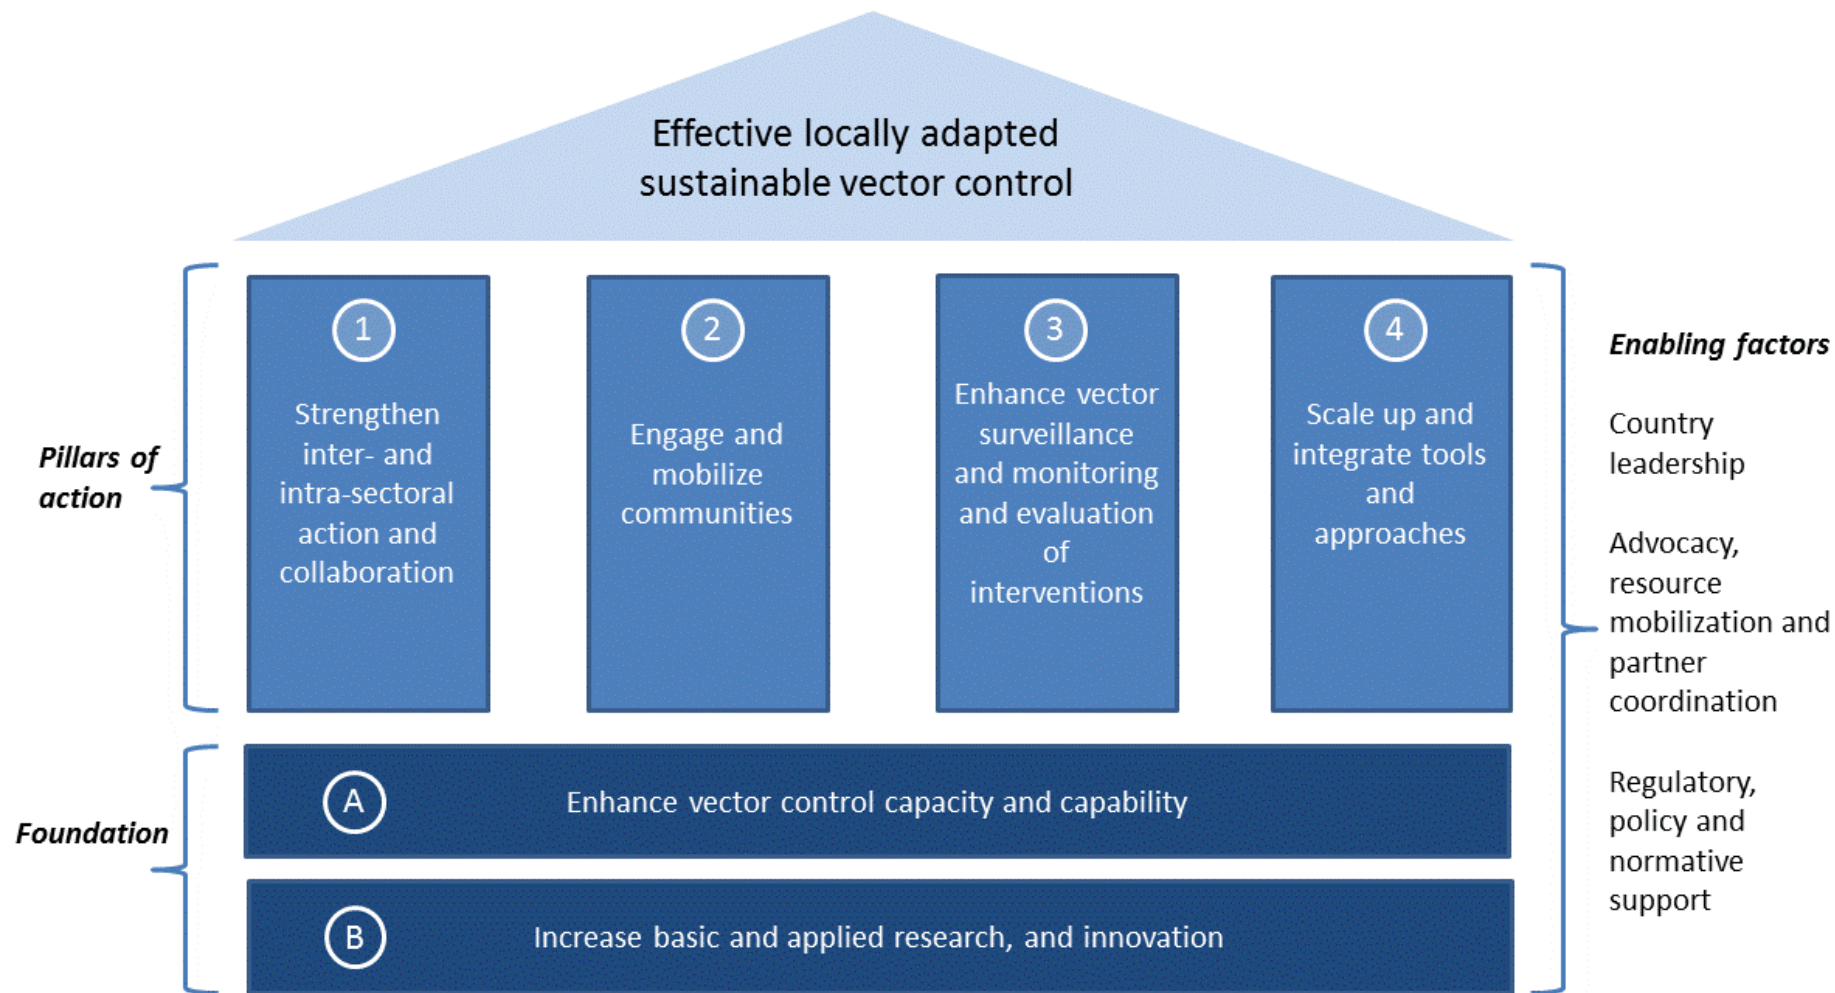 Effective locally adapted
sustainable vector control
Pillars of
action
1
Strengthen
inter- and
intra-sectoral
action and
collaboration
2
Engage and
mobilize
communities
3
Enhance vector
surveillance
and monitoring
and evaluation
of
interventions
4
Scale up and
integrate tools
and
approaches
Foundation
A
Enhance vector control capacity and capability
B
Increase basic and applied research, and innovation
Enabling factors
Country
leadership
Advocacy,
resource
mobilization and
partner
coordination
Regulatory,
policy and
normative
support